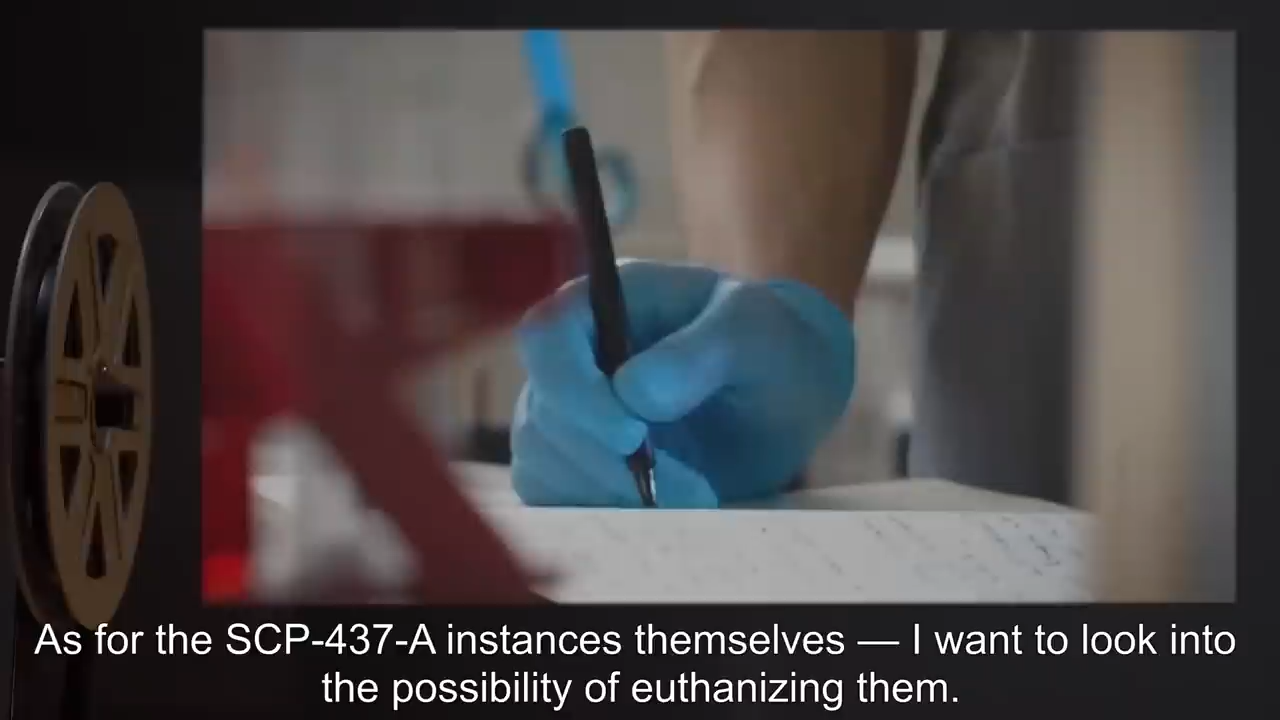 As for the SCP-437-A instances themselves — I want to look into
the possibility of euthanizing them.